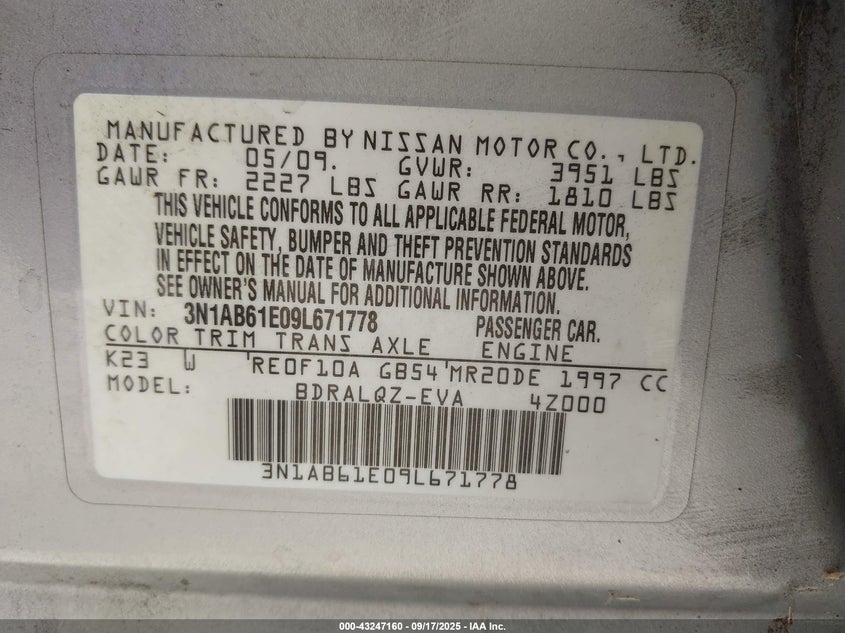 MANUFACTURED BY NISSAN MOTOR CO., LTD.
DATE: 05/09. GVWR: 3951 LBS
GAWR FR: 2227 LBS GAWR RR: 1810 LBS
THIS VEHICLE CONFORMS TO ALL APPLICABLE FEDERAL MOTOR,
VEHICLE SAFETY, BUMPER AND THEFT PREVENTION STANDARDS
IN EFFECT ON THE DATE OF MANUFACTURE SHOWN ABOVE.
SEE OWNER'S MANUAL FOR ADDITIONAL INFORMATION.
VIN: 3N1AB61E09L671778 PASSENGER CAR.
COLOR TRIM TRANS AXLE ENGINE
K23 W RE0F10A GB54 MR20DE 1997 CC
MODEL: BDRALQZ-EVA 4Z000
3N1AB61E09L671778
000-43247160 - 09/17/2025 - IAA Inc.